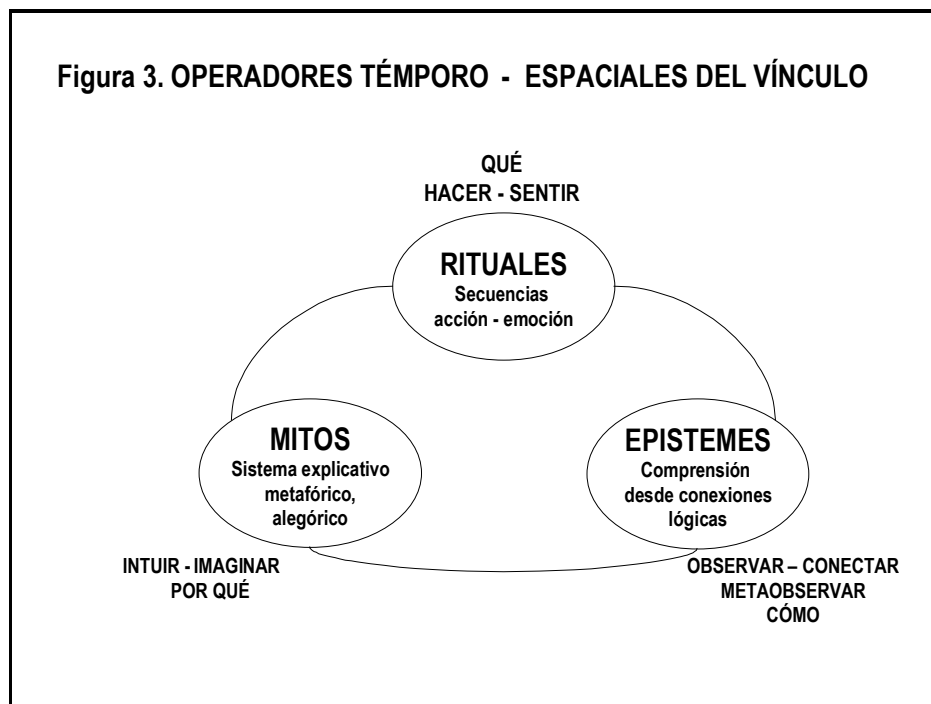 Figura 3. OPERADORES TÉMPORO - ESPACIALES DEL VÍNCULO
QUÉ
HACER - SENTIR
RITUALES
Secuencias
acción - emoción
MITOS
Sistema explicativo
metafórico,
alegórico
EPISTEMES
Comprensión
desde conexiones
lógicas
INTUIR - IMAGINAR
POR QUÉ
OBSERVAR – CONECTAR
METAOBSERVAR
CÓMO